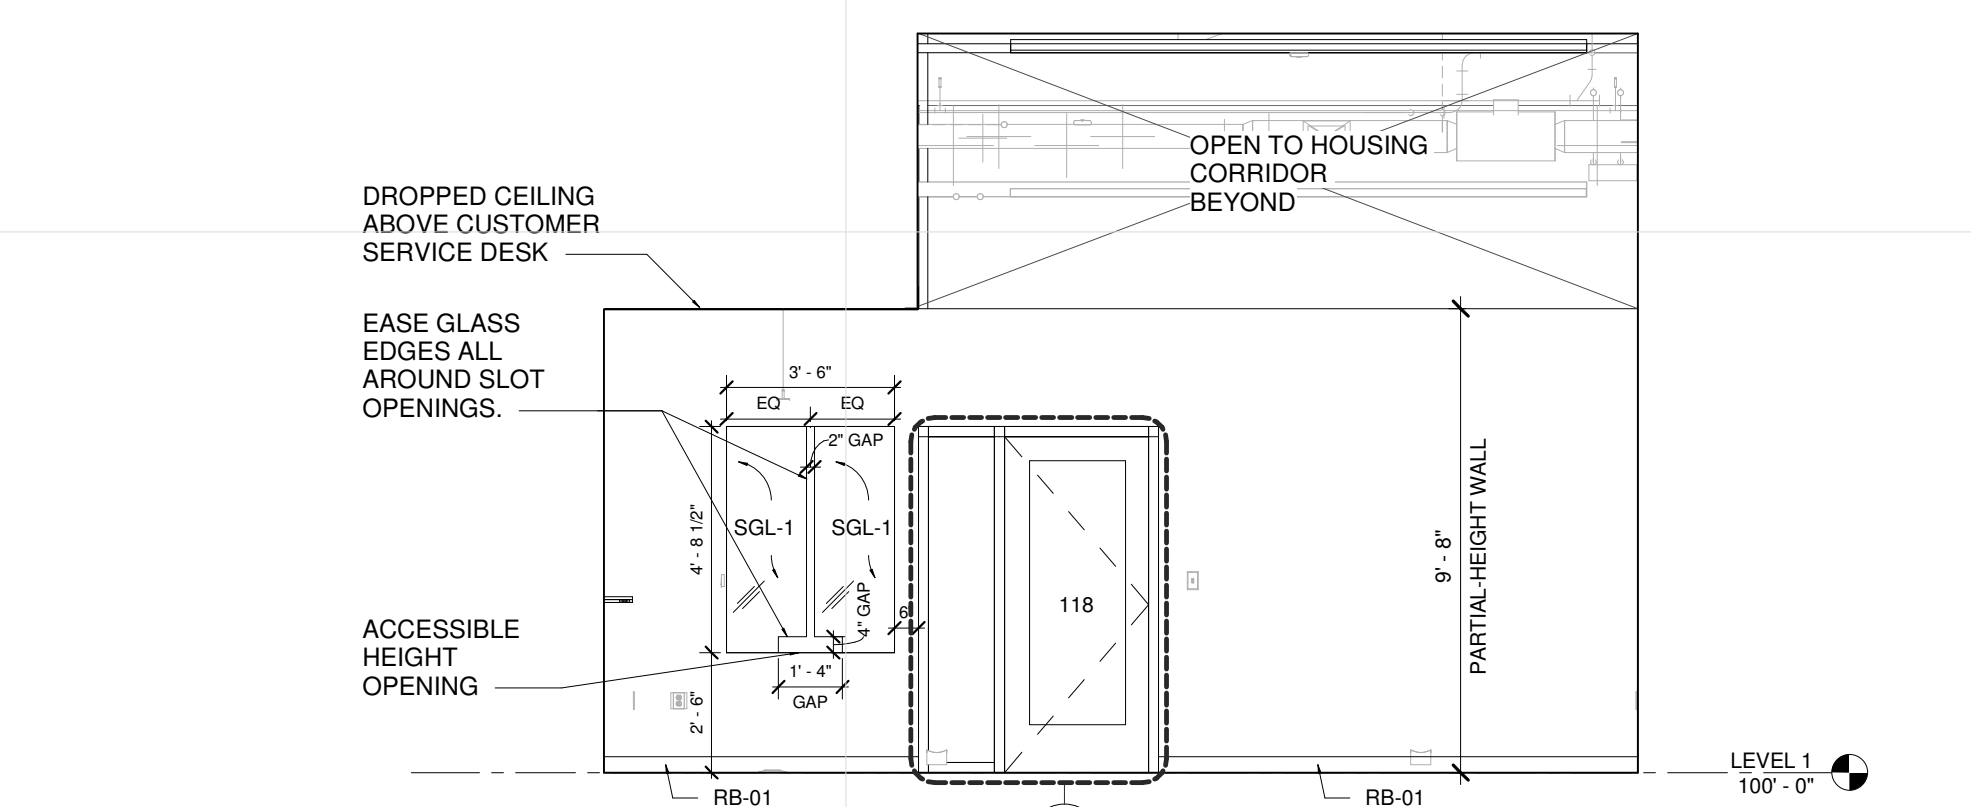 OPEN TO HOUSING
CORRIDOR
BEYOND
DROPPED CEILING
ABOVE CUSTOMER
SERVICE DESK
EASE GLASS
EDGES ALL
AROUND SLOT
OPENINGS.
3' - 6"
EQ
EQ
2" GAP
SGL-1
SGL-1
4' - 8 1/2"
4" GAP
6
118
9' - 8"
PARTIAL-HEIGHT WALL
ACCESSIBLE
HEIGHT
OPENING
1' - 4"
GAP
2' - 6"
LEVEL 1
100' - 0"
RB-01
RB-01